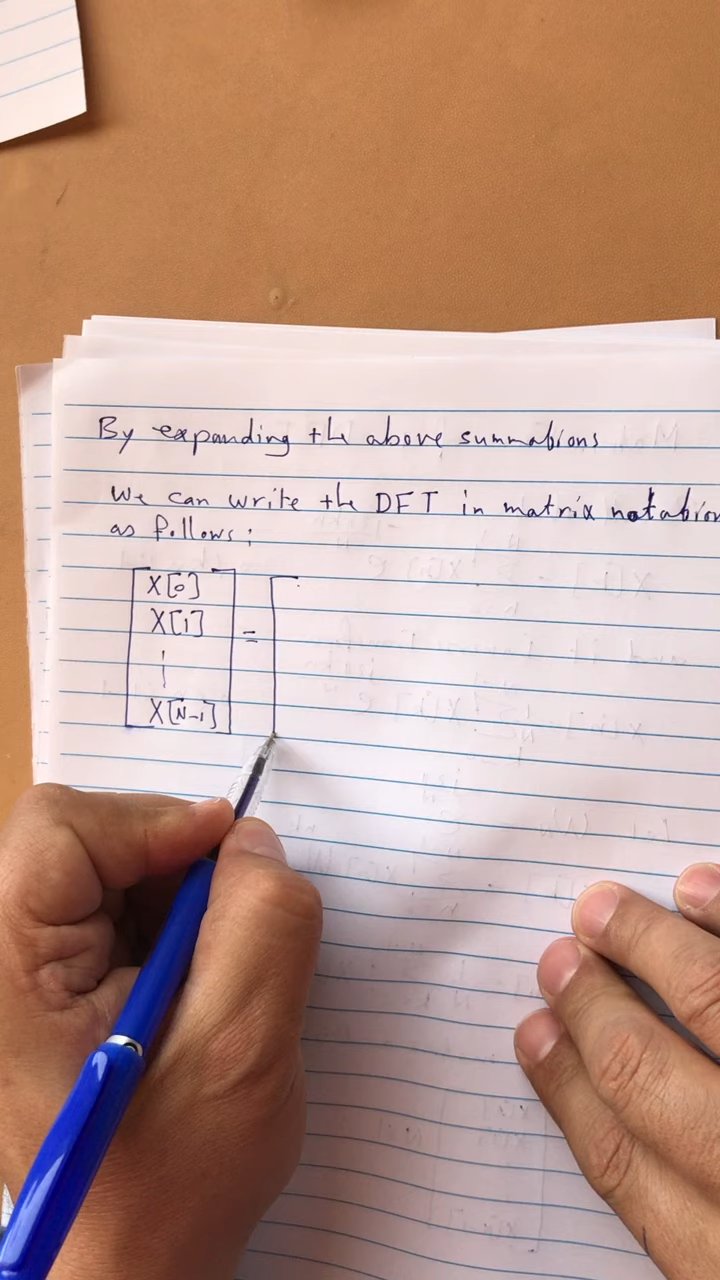 By expanding the above summations
We can write the DFT in matrix notation
as follows:
X[0]
X[1]
⋮
X[N-1]
=